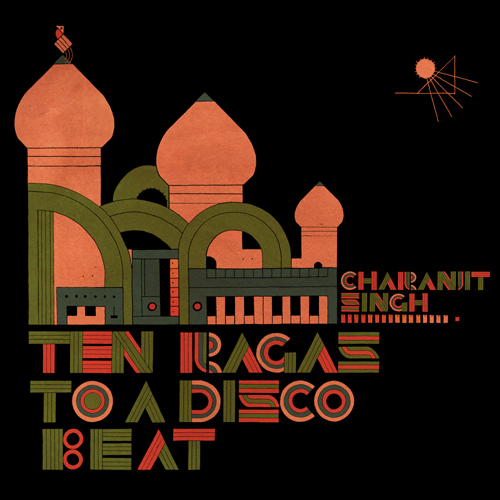 CHARANJIT
SINGH
TEN RAGAS
TO A DISCO
BEAT